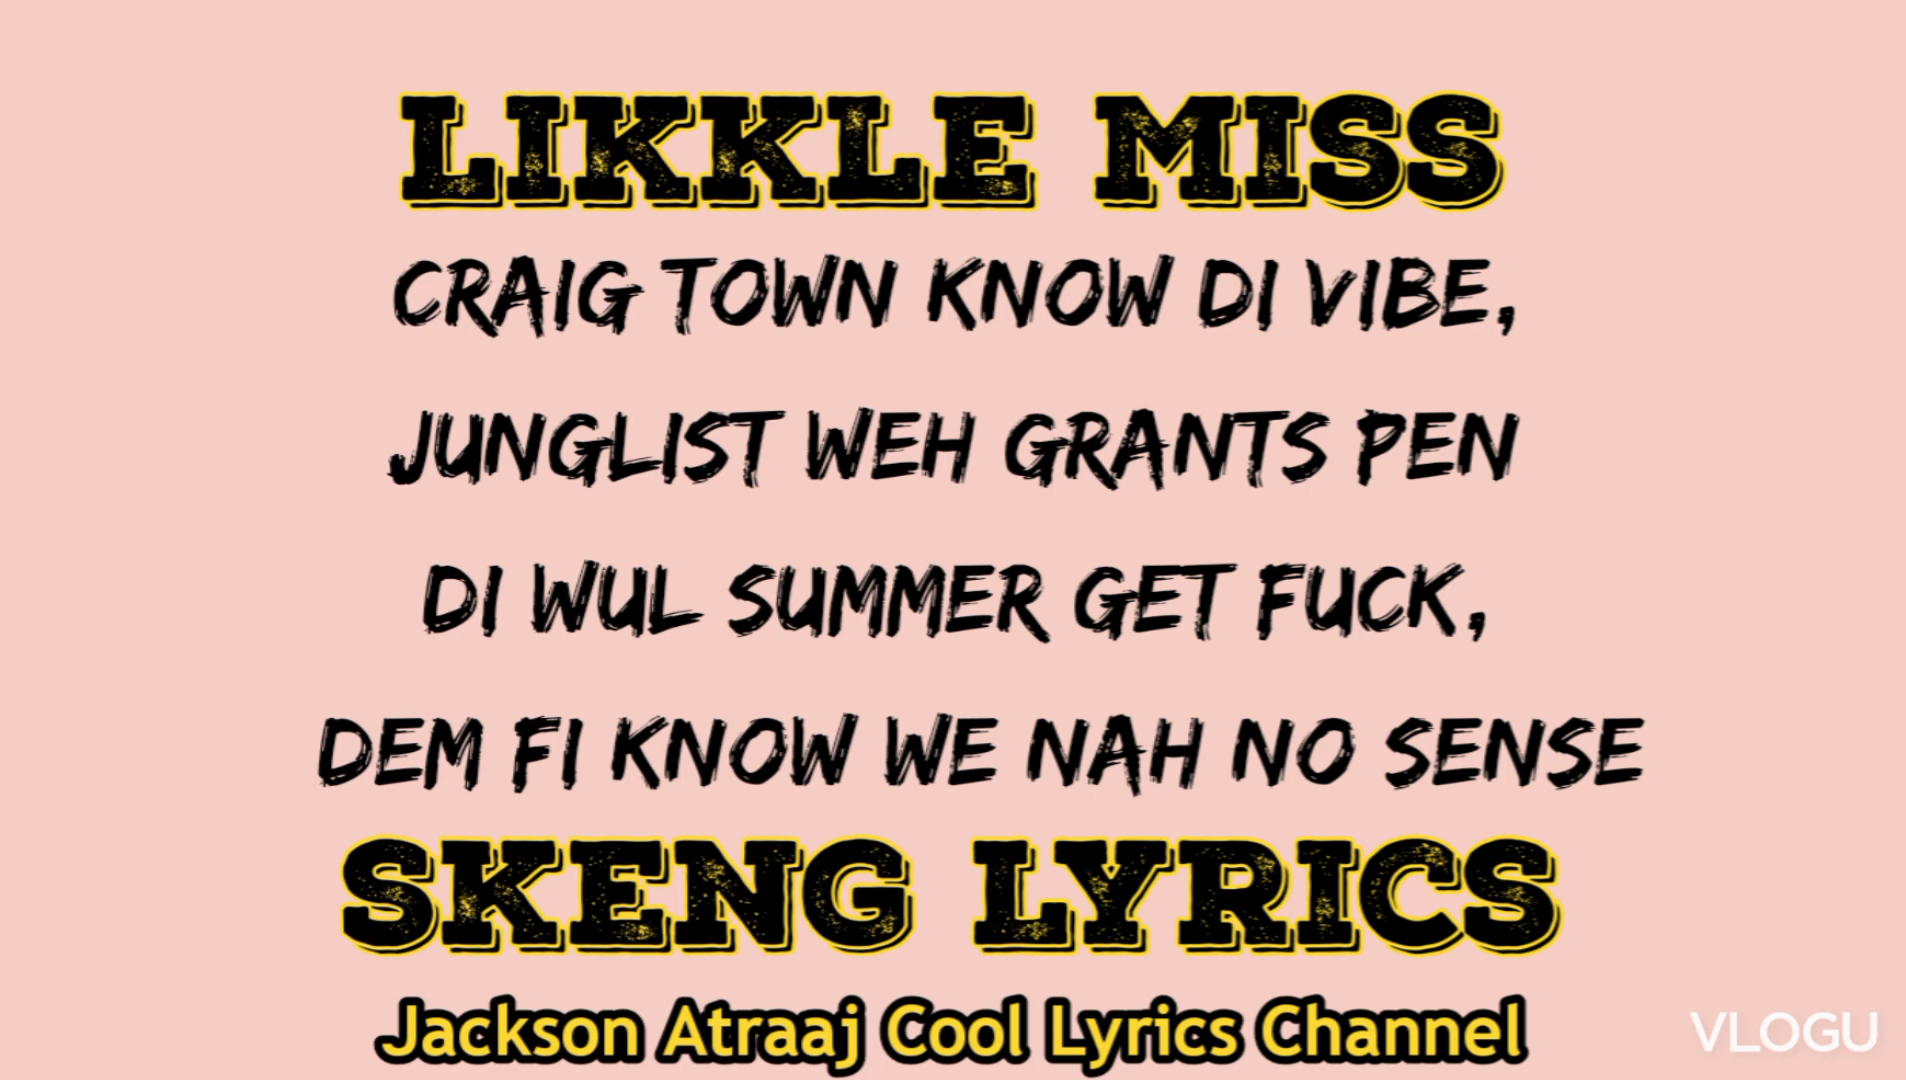 LIKKLE MISS
CRAIG TOWN KNOW DI VIBE,
JUNGLIST WEH GRANTS PEN
DI WUL SUMMER GET FUCK,
DEM FI KNOW WE NAH NO SENSE
SKENG LYRICS
Jackson Atraaj Cool Lyrics Channel
VLOGU